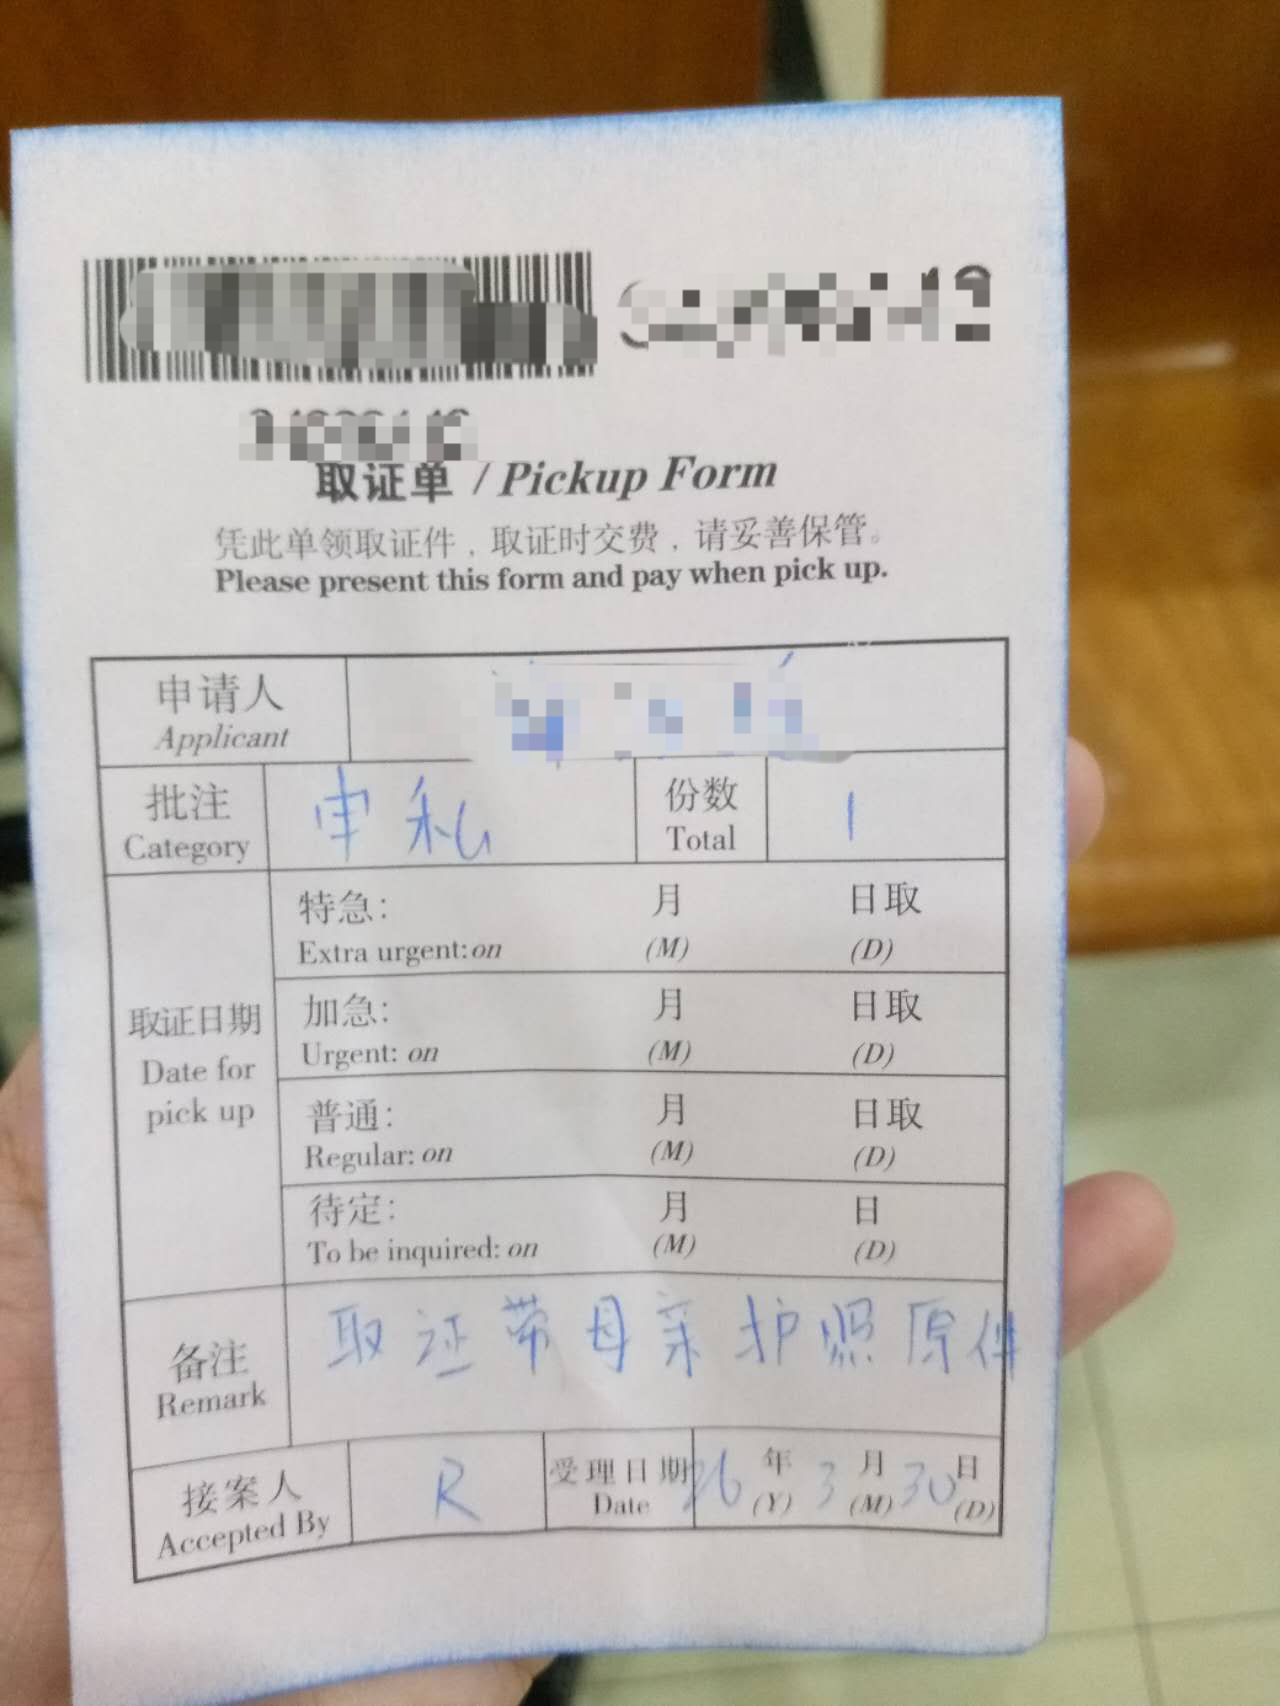 取证单 / Pickup Form
凭此单领取证件，取证时交费，请妥善保管。
Please present this form and pay when pick up.
申请人
Applicant
批注
Category
申私
份数
Total
1
取证日期
Date for
pick up
特急： 月 日取
Extra urgent: on (M) (D)
加急： 月 日取
Urgent: on (M) (D)
普通： 月 日取
Regular: on (M) (D)
待定： 月 日
To be inquired: on (M) (D)
备注
Remark
取证带母亲护照原件
接案人
Accepted By
R
受理日期
Date
26 年 3 月 30 日
(Y) (M) (D)